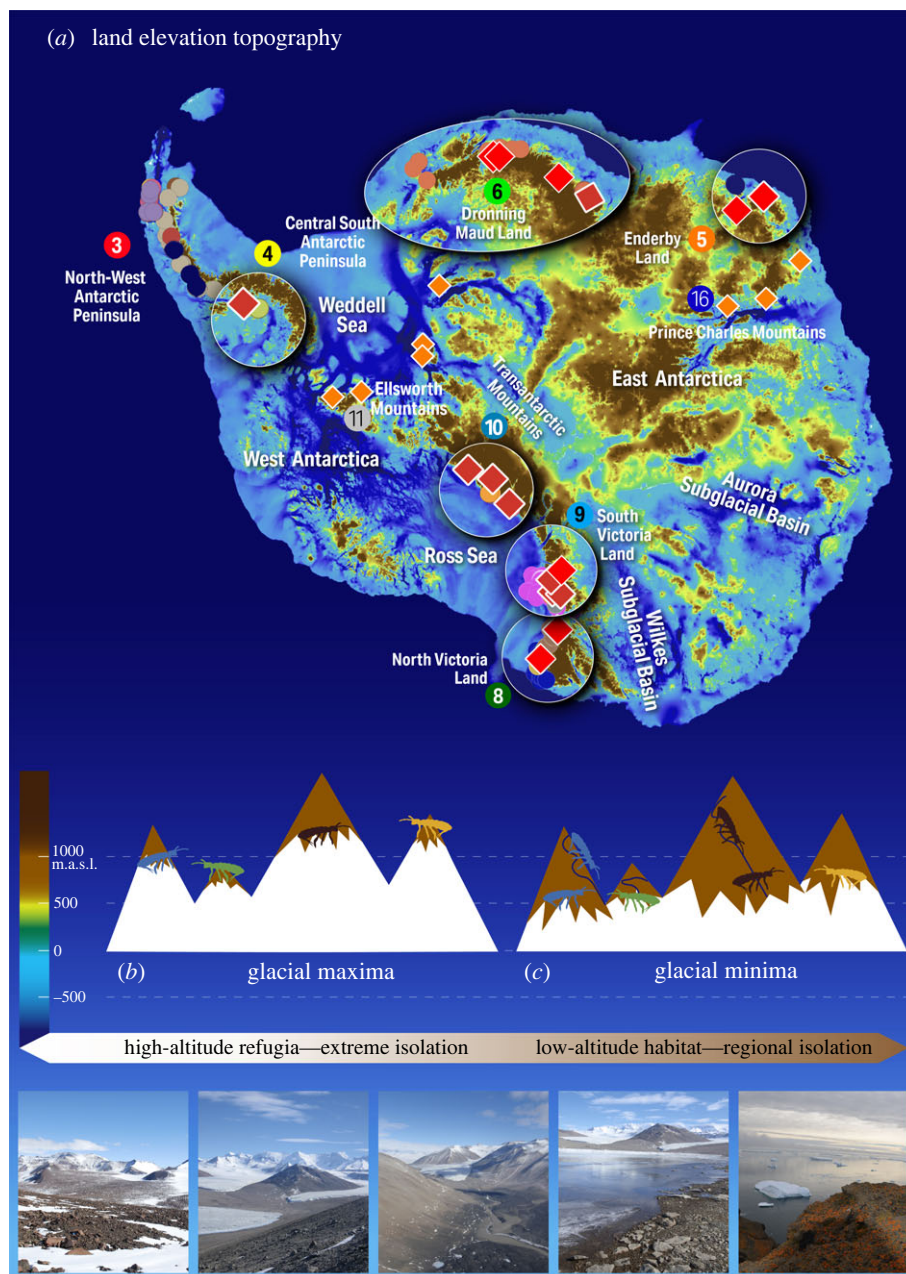 (a) land elevation topography
6
Dronning
Maud Land
Central South
Antarctic
Peninsula
4
3
North-West
Antarctic
Peninsula
Enderby
Land
5
Weddell
Sea
16
Prince Charles Mountains
Transantarctic
Mountains
East Antarctica
Ellsworth
Mountains
11
10
West Antarctica
Aurora
Subglacial Basin
9
South
Victoria
Land
Ross Sea
Wilkes
Subglacial Basin
North Victoria
Land
8
1000
m.a.s.l.
500
0
–500
(b) glacial maxima
(c) glacial minima
high-altitude refugia—extreme isolation
low-altitude habitat—regional isolation